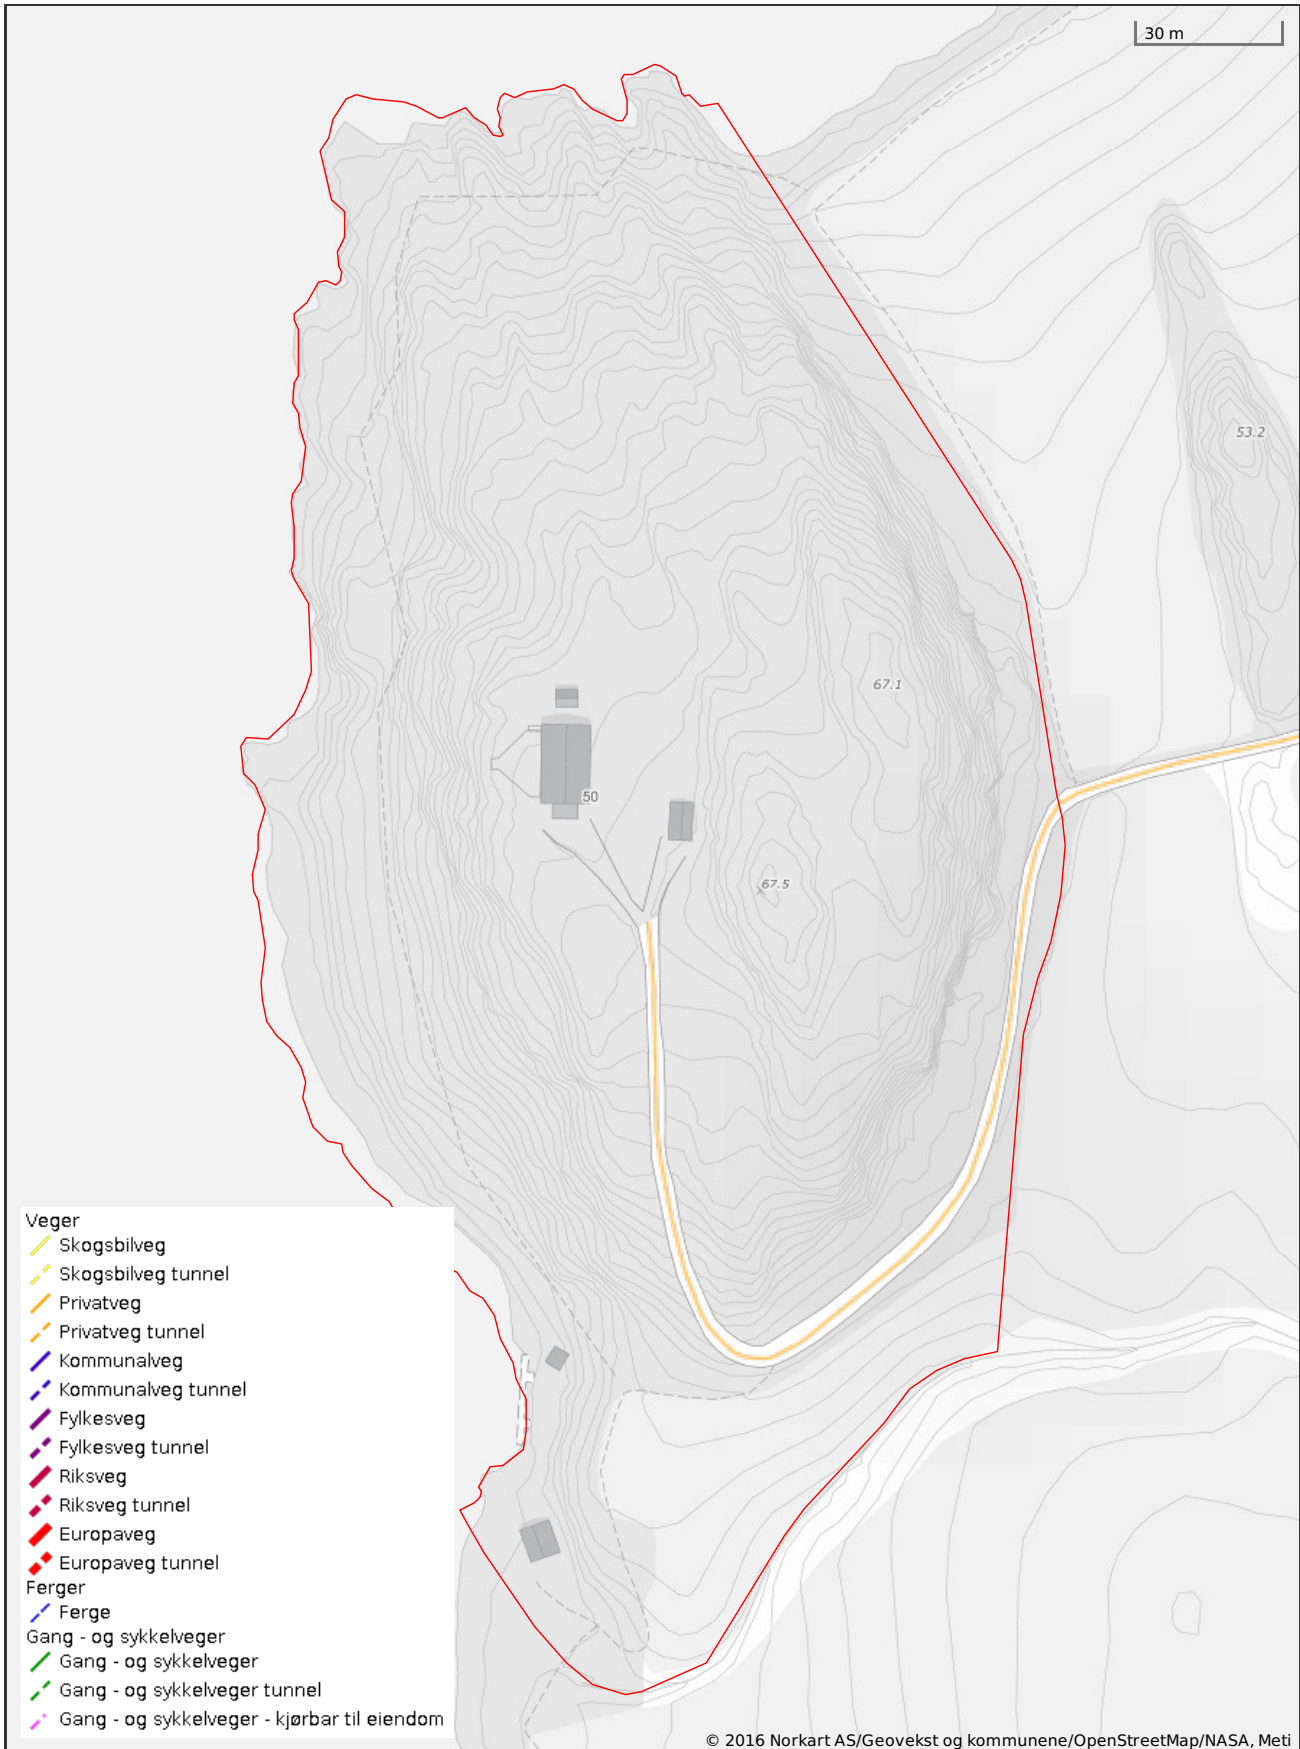 30 m
53.2
67.1
50
67.5
Veger
Skogsbilveg
Skogsbilveg tunnel
Privatveg
Privatveg tunnel
Kommunalveg
Kommunalveg tunnel
Fylkesveg
Fylkesveg tunnel
Riksveg
Riksveg tunnel
Europaveg
Europaveg tunnel
Ferger
Ferge
Gang - og sykkelveger
Gang - og sykkelveger
Gang - og sykkelveger tunnel
Gang - og sykkelveger - kjørbar til eiendom
© 2016 Norkart AS/Geovekst og kommunene/OpenStreetMap/NASA, Meti